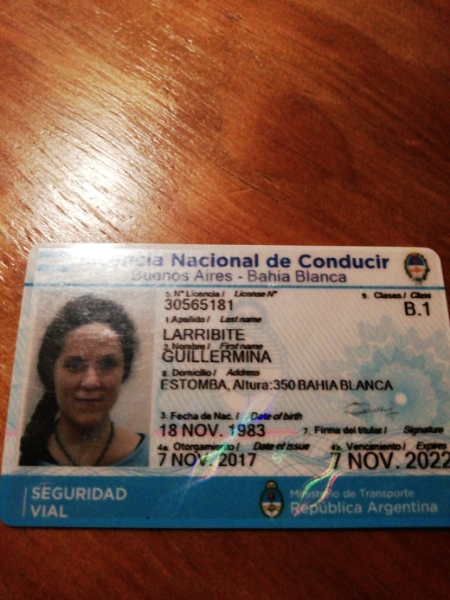 Licencia Nacional de Conducir
Buenos Aires - Bahia Blanca
5. Nº Licencia / License Nº
30565181
9. Clases / Class
B.1
1. Apellido / Last name
LARRIBITE
2. Nombre / First name
GUILLERMINA
8. Domicilio / Address
ESTOMBA, Altura:350 BAHIA BLANCA
3. Fecha de Nac. / Date of birth
18 NOV. 1983
7. Firma del titular / Signature
4a. Otorgamiento / Date of issue
7 NOV. 2017
4b. Vencimiento / Expires
7 NOV. 2022
SEGURIDAD
VIAL
Ministerio de Transporte
República Argentina